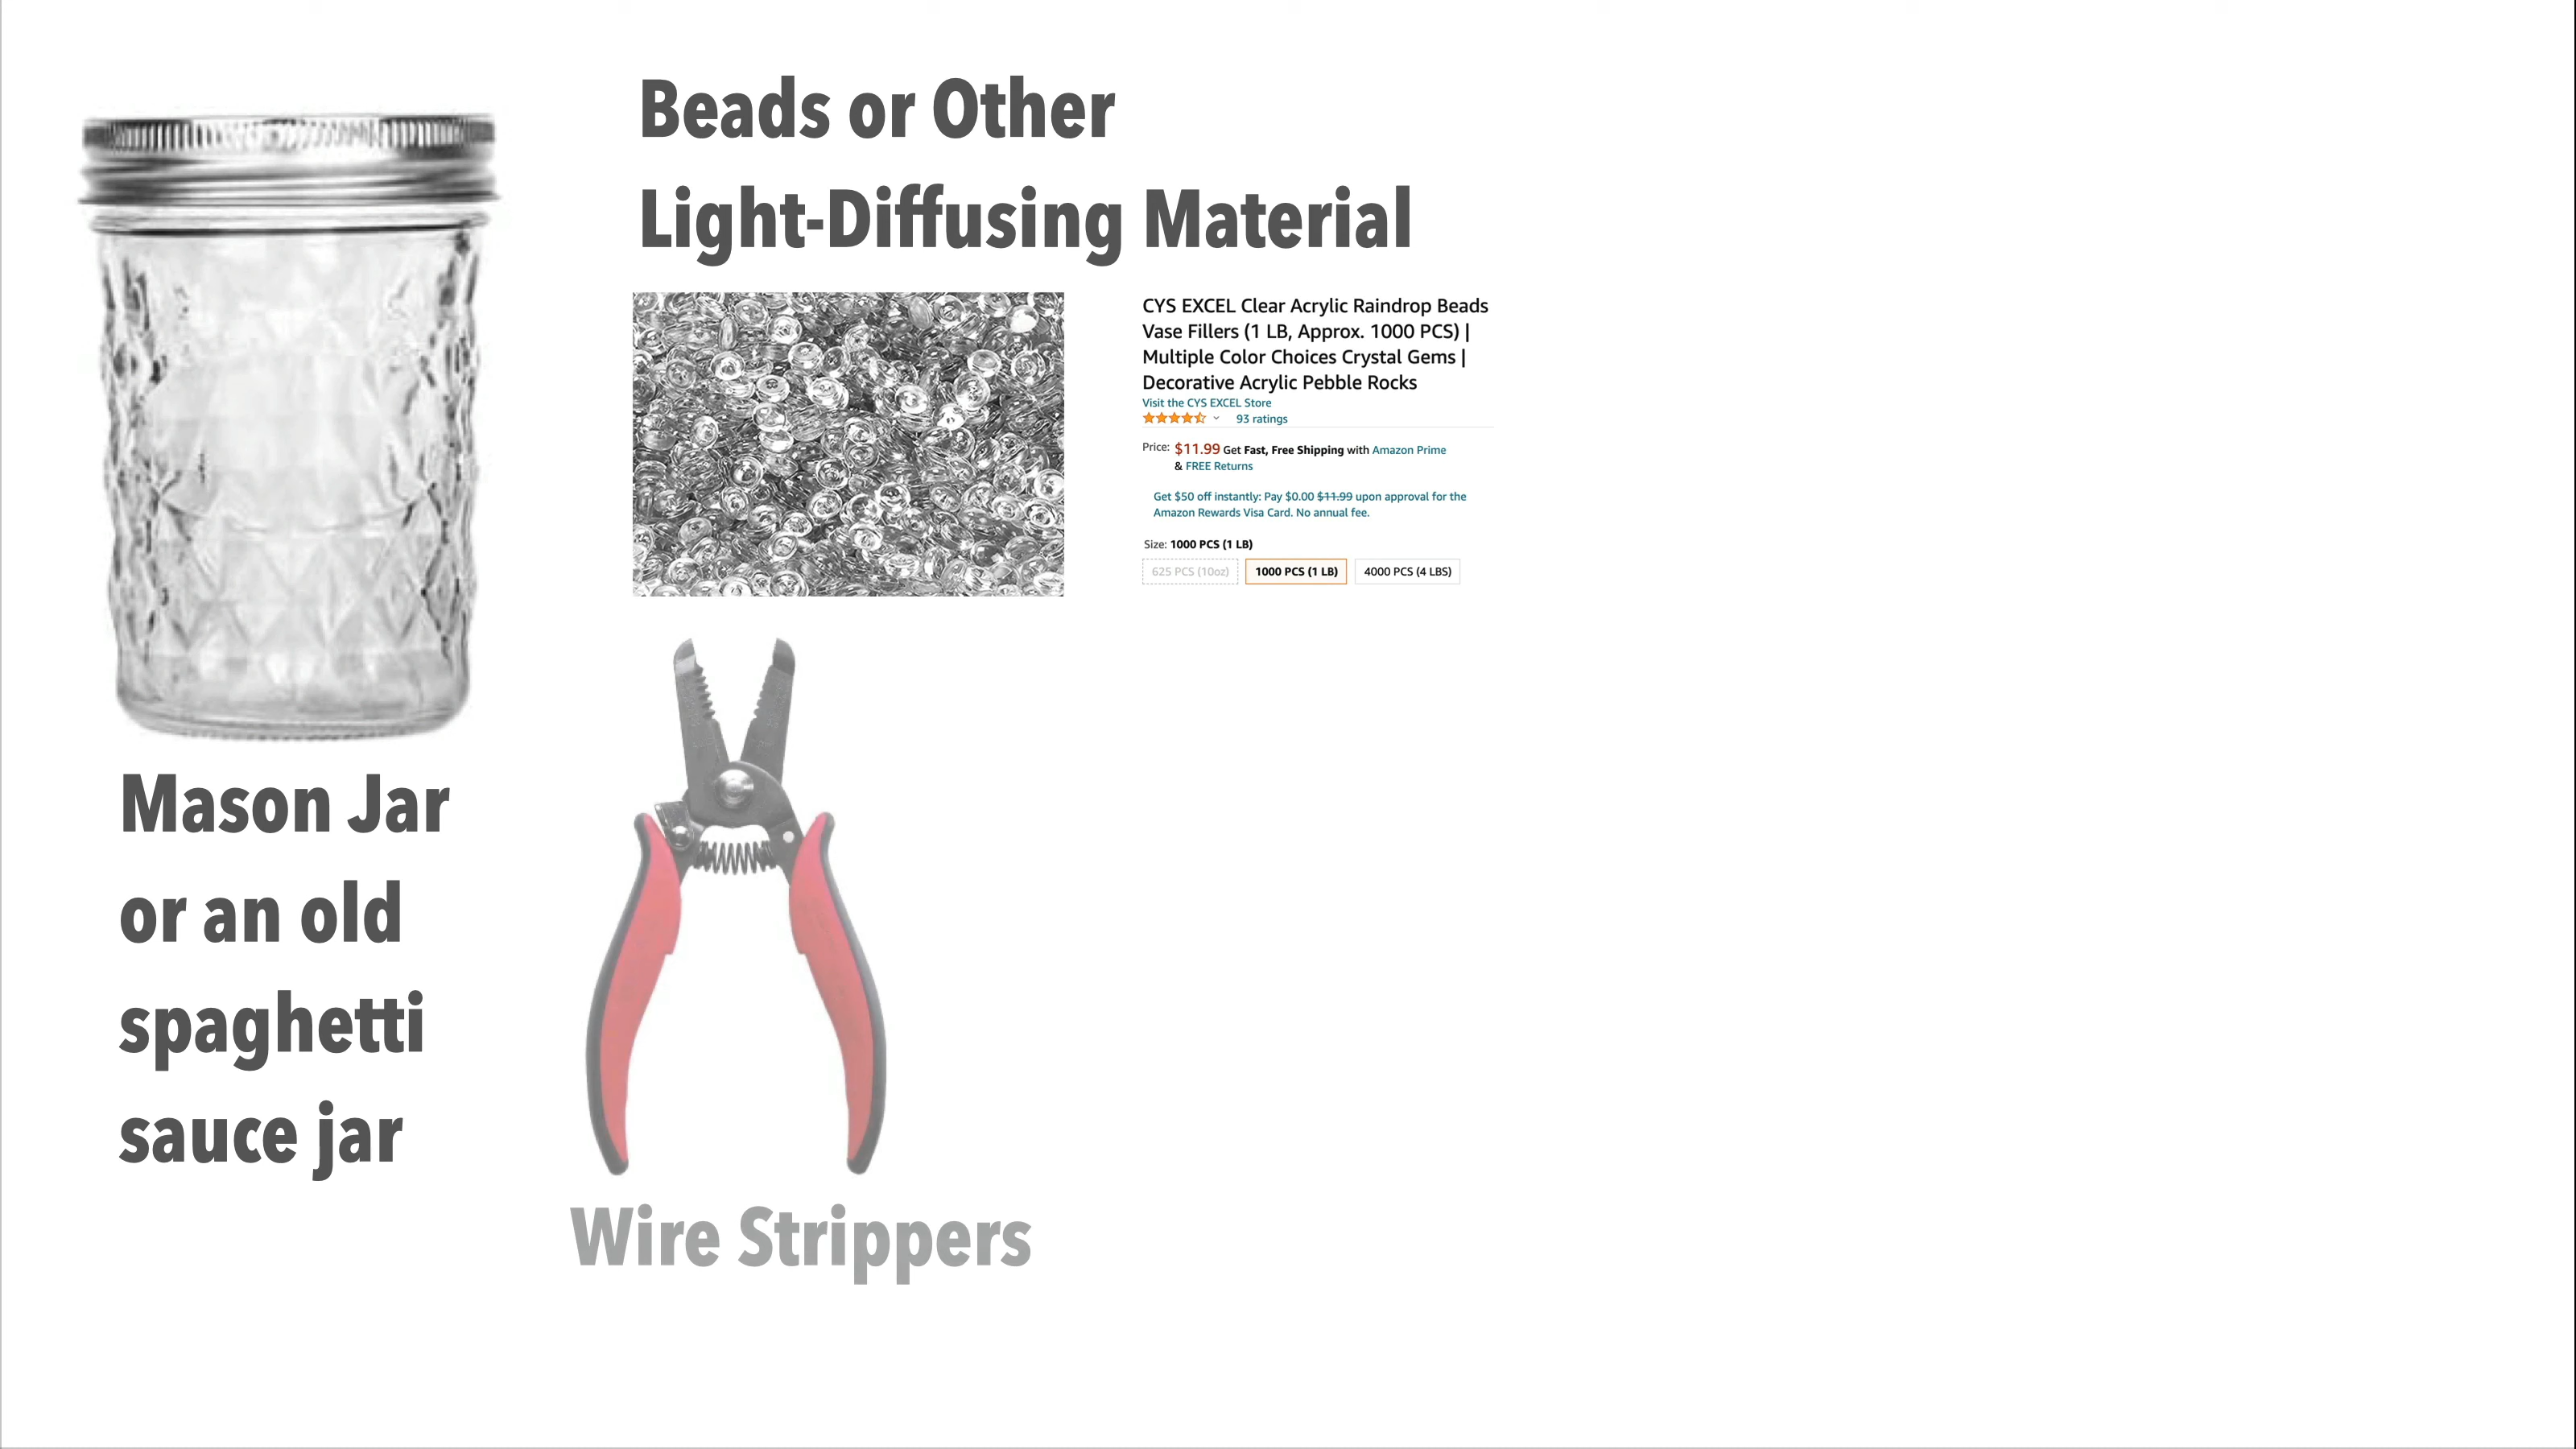 Beads or Other
Light-Diffusing Material
CYS EXCEL Clear Acrylic Raindrop Beads
Vase Fillers (1 LB, Approx. 1000 PCS) |
Multiple Color Choices Crystal Gems |
Decorative Acrylic Pebble Rocks
Visit the CYS EXCEL Store
93 ratings
Price: $11.99 Get Fast, Free Shipping with Amazon Prime
& FREE Returns
Get $50 off instantly: Pay $0.00 $11.99 upon approval for the
Amazon Rewards Visa Card. No annual fee.
Size: 1000 PCS (1 LB)
625 PCS (10oz) 1000 PCS (1 LB) 4000 PCS (4 LBS)
Mason Jar
or an old
spaghetti
sauce jar
Wire Strippers